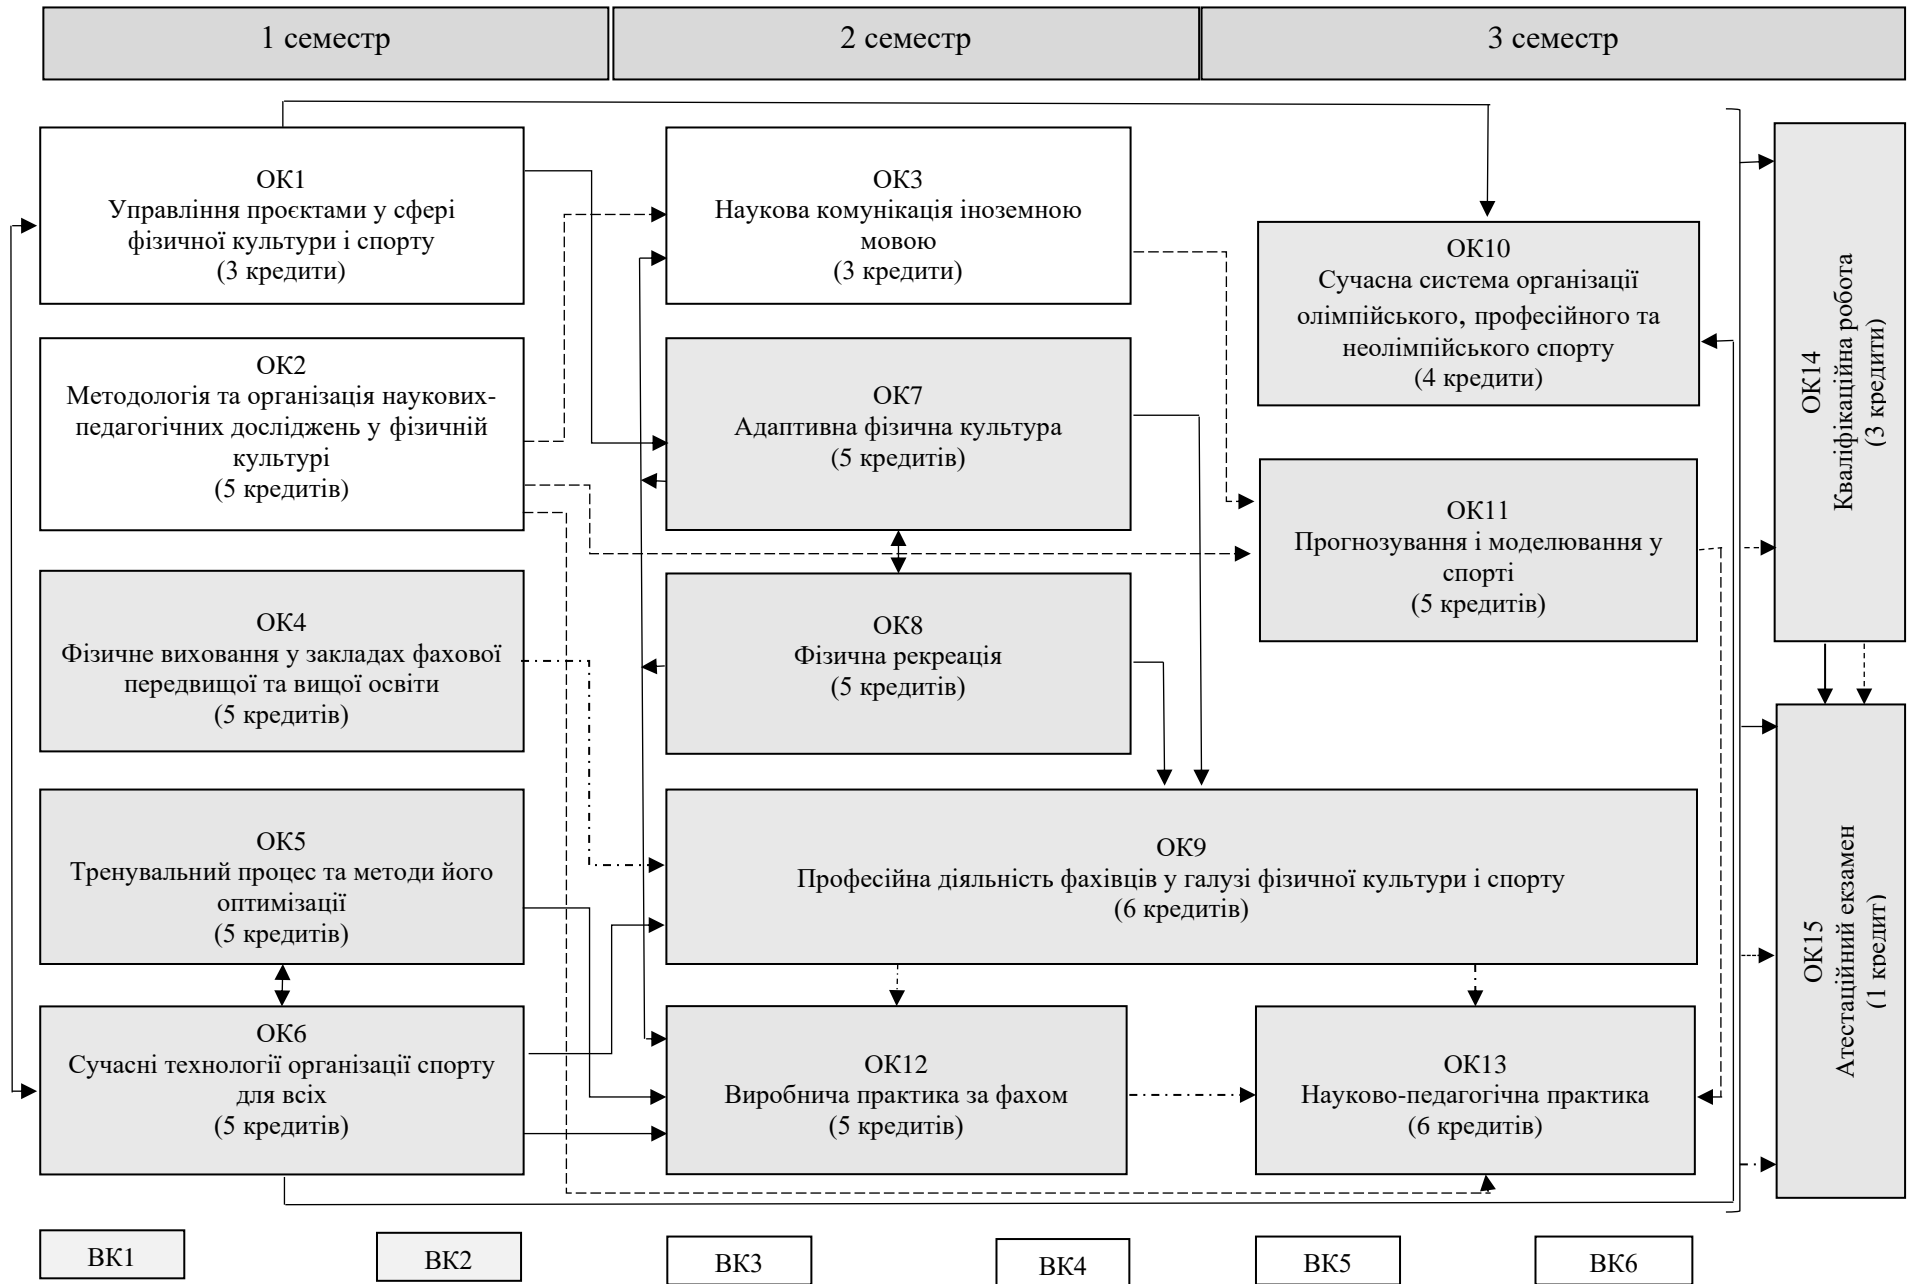 1 семестр
2 семестр
3 семестр
ОК1
Управління проєктами у сфері
фізичної культури і спорту
(3 кредити)
ОК3
Наукова комунікація іноземною
мовою
(3 кредити)
ОК10
Сучасна система організації
олімпійського, професійного та
неолімпійського спорту
(4 кредити)
ОК14
Кваліфікаційна робота
(3 кредити)
ОК2
Методологія та організація наукових-
педагогічних досліджень у фізичній
культурі
(5 кредитів)
ОК7
Адаптивна фізична культура
(5 кредитів)
ОК11
Прогнозування і моделювання у
спорті
(5 кредитів)
ОК4
Фізичне виховання у закладах фахової
передвищої та вищої освіти
(5 кредитів)
ОК8
Фізична рекреація
(5 кредитів)
ОК5
Тренувальний процес та методи його
оптимізації
(5 кредитів)
ОК9
Професійна діяльність фахівців у галузі фізичної культури і спорту
(6 кредитів)
ОК15
Атестаційний екзамен
(1 кредит)
ОК6
Сучасні технології організації спорту
для всіх
(5 кредитів)
ОК12
Виробнича практика за фахом
(5 кредитів)
ОК13
Науково-педагогічна практика
(6 кредитів)
ВК1
ВК2
ВК3
ВК4
ВК5
ВК6